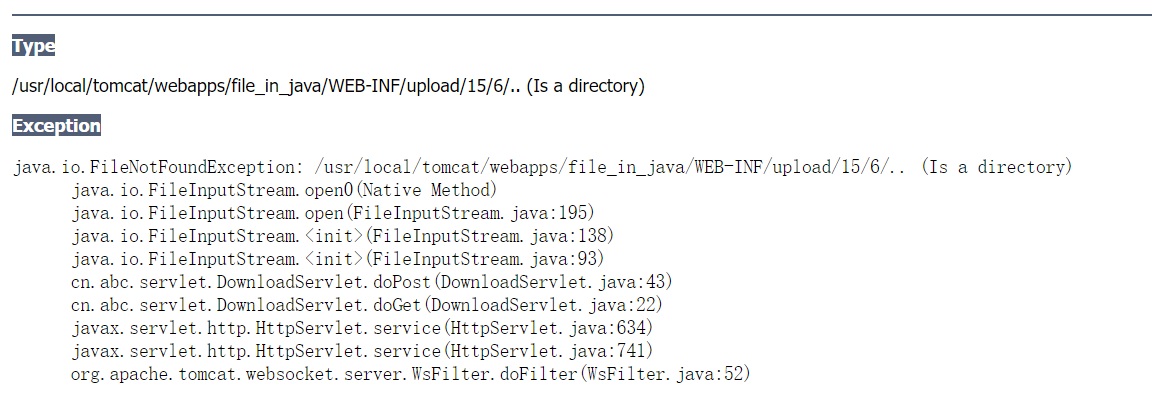 Type
/usr/local/tomcat/webapps/file_in_java/WEB-INF/upload/15/6/.. (Is a directory)
Exception
java.io.FileNotFoundException: /usr/local/tomcat/webapps/file_in_java/WEB-INF/upload/15/6/.. (Is a directory)
java.io.FileInputStream.open0(Native Method)
java.io.FileInputStream.open(FileInputStream.java:195)
java.io.FileInputStream.<init>(FileInputStream.java:138)
java.io.FileInputStream.<init>(FileInputStream.java:93)
cn.abc.servlet.DownloadServlet.doPost(DownloadServlet.java:43)
cn.abc.servlet.DownloadServlet.doGet(DownloadServlet.java:22)
javax.servlet.http.HttpServlet.service(HttpServlet.java:634)
javax.servlet.http.HttpServlet.service(HttpServlet.java:741)
org.apache.tomcat.websocket.server.WsFilter.doFilter(WsFilter.java:52)